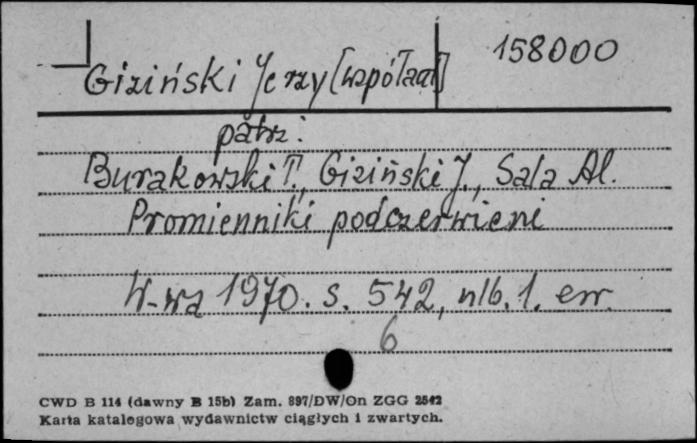 158000
Giziński Jerzy [współaut]
patrz:
Burakowski T., Giziński J., Sala Al.
Promienniki podczerwieni
W-wa 1970. s. 542, nlb. 1. err.
6
CWD B 114 (dawny B 15b) Zam. 897/DW/On ZGG 2542
Karta katalogowa wydawnictw ciągłych i zwartych.